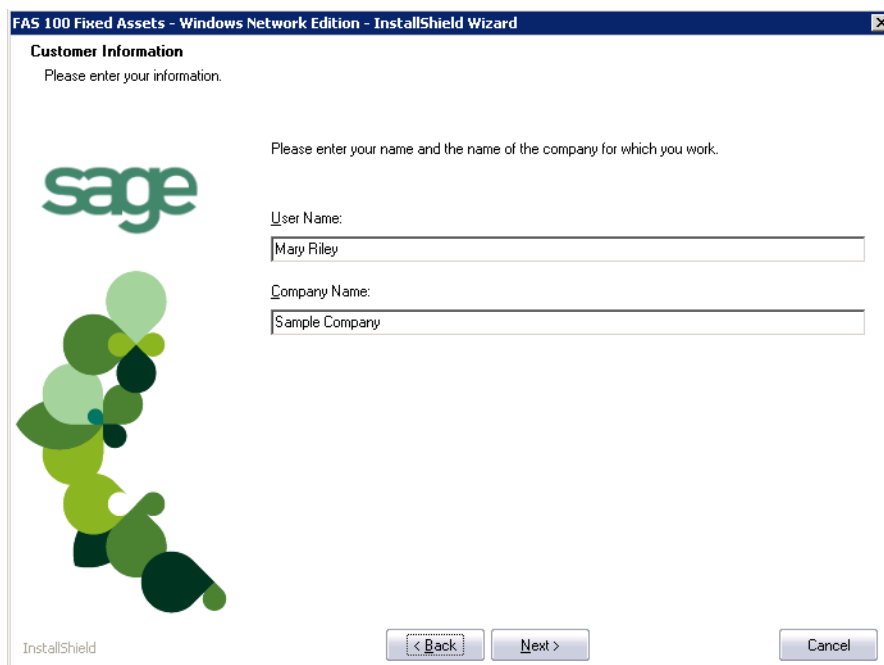 FAS 100 Fixed Assets - Windows Network Edition - InstallShield Wizard
Customer Information
Please enter your information.
Please enter your name and the name of the company for which you work.
sage
User Name:
Mary Riley
Company Name:
Sample Company
InstallShield
< Back
Next >
Cancel